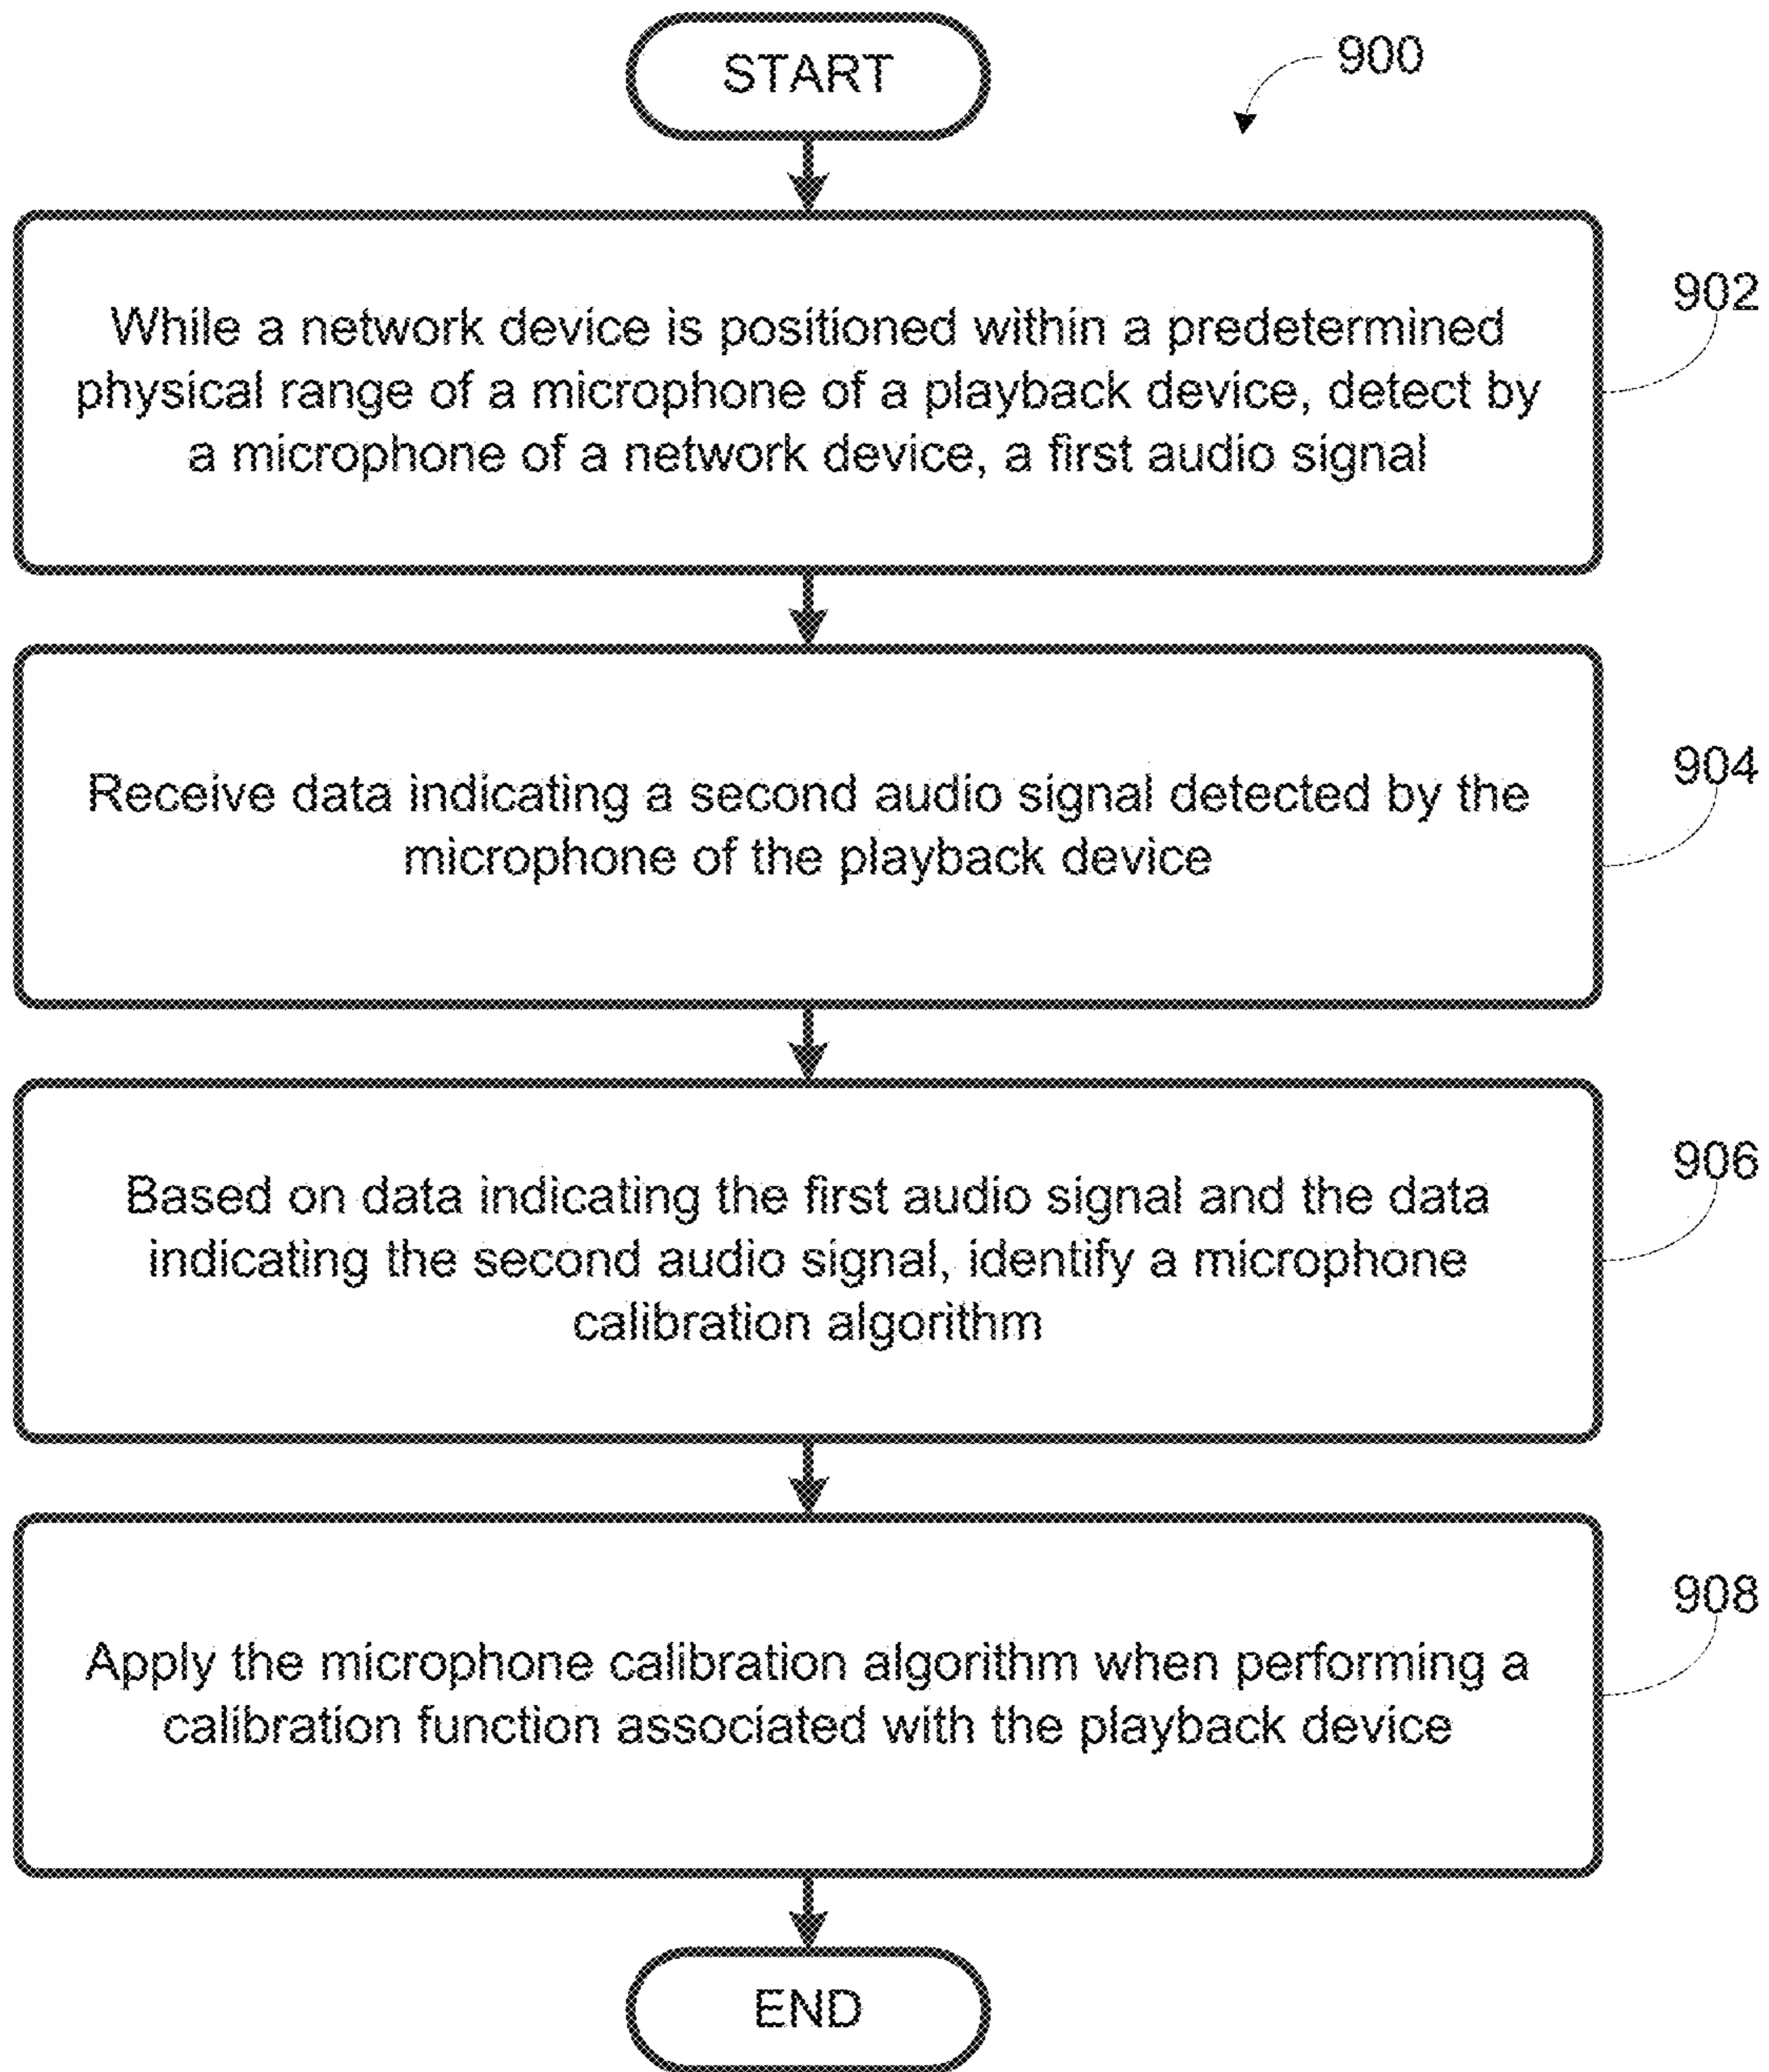 START
900
While a network device is positioned within a predetermined
physical range of a microphone of a playback device, detect by
a microphone of a network device, a first audio signal
902
Receive data indicating a second audio signal detected by the
microphone of the playback device
904
Based on data indicating the first audio signal and the data
indicating the second audio signal, identify a microphone
calibration algorithm
906
Apply the microphone calibration algorithm when performing a
calibration function associated with the playback device
908
END